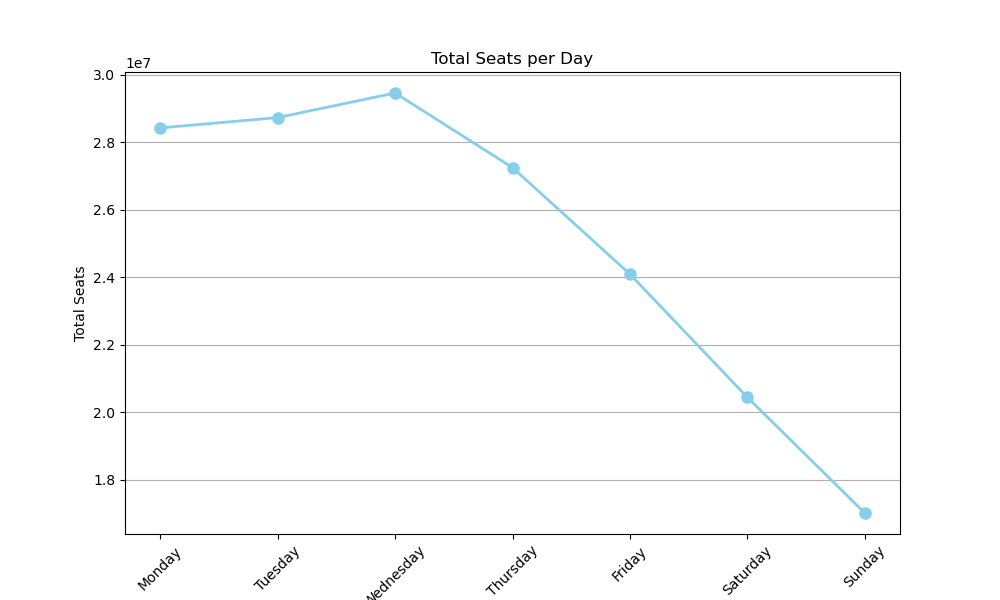 Total Seats per Day
1e7
3.0
2.8
2.6
2.4
2.2
2.0
1.8
Total Seats
Monday
Tuesday
Wednesday
Thursday
Friday
Saturday
Sunday